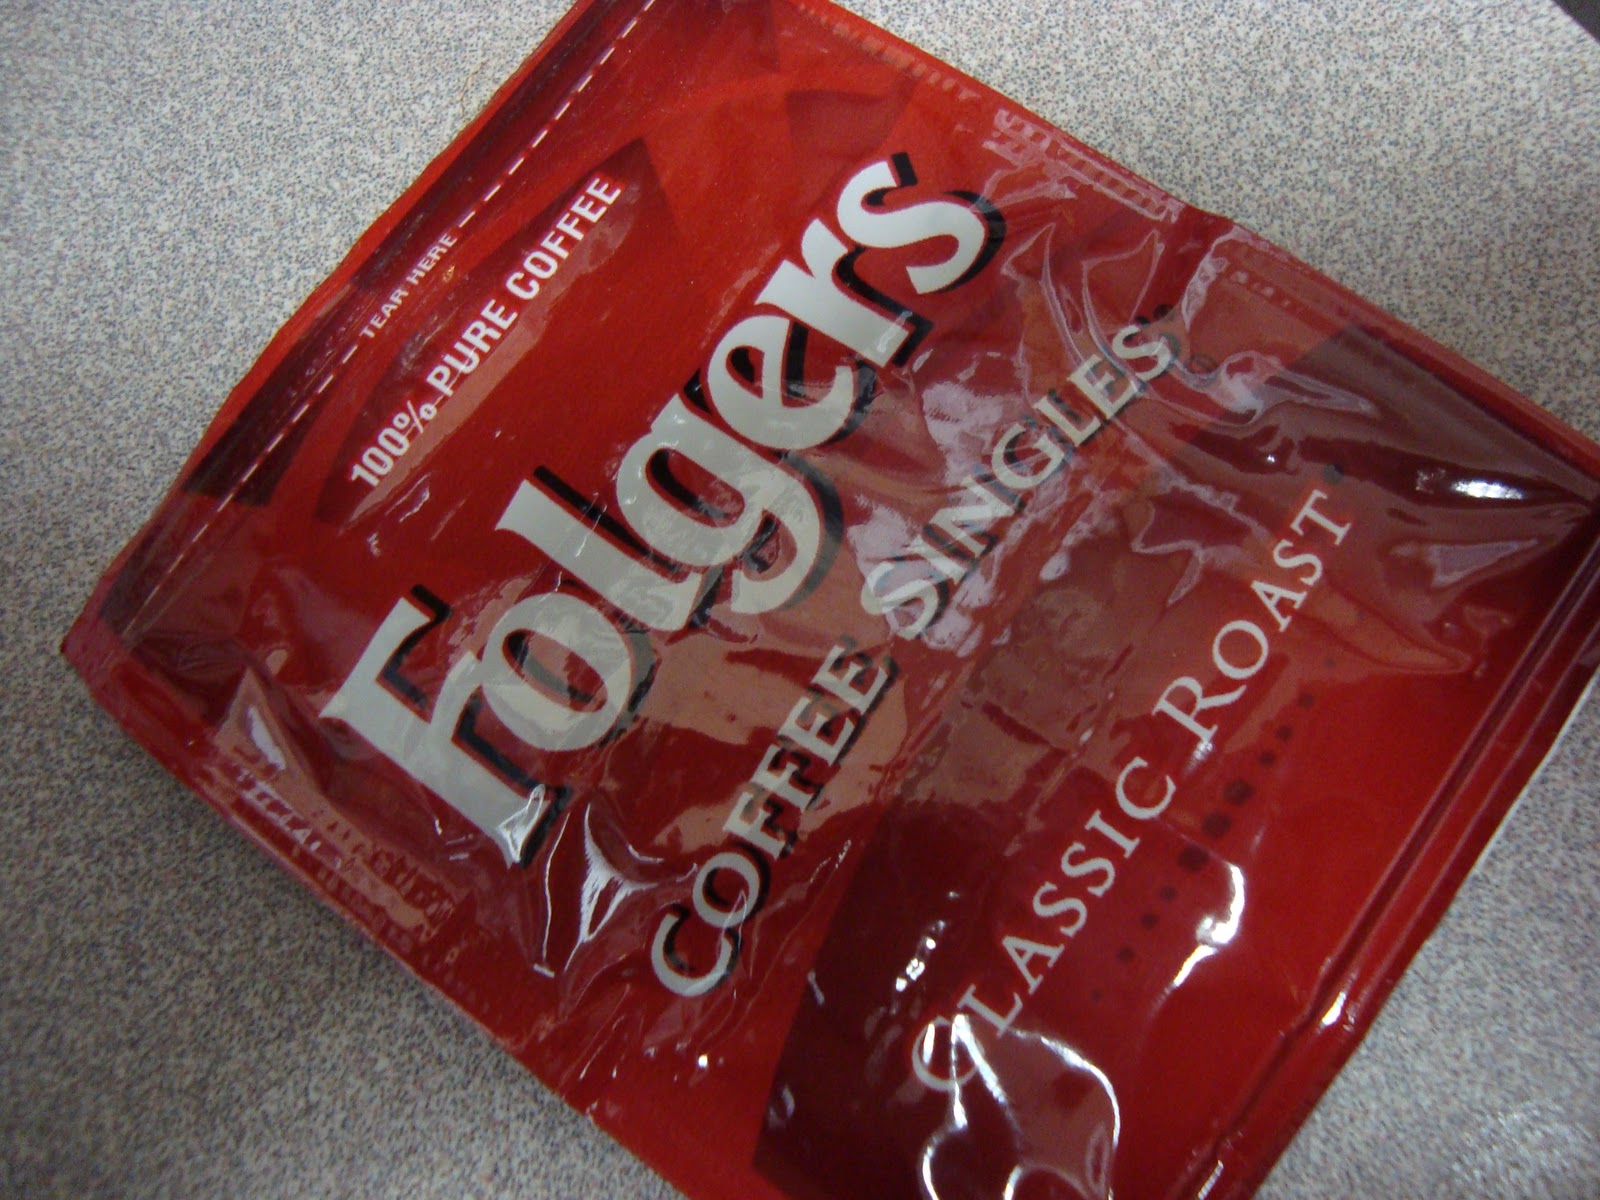 TEAR HERE
100% PURE COFFEE
Folgers
COFFEE SINGLES
CLASSIC ROAST